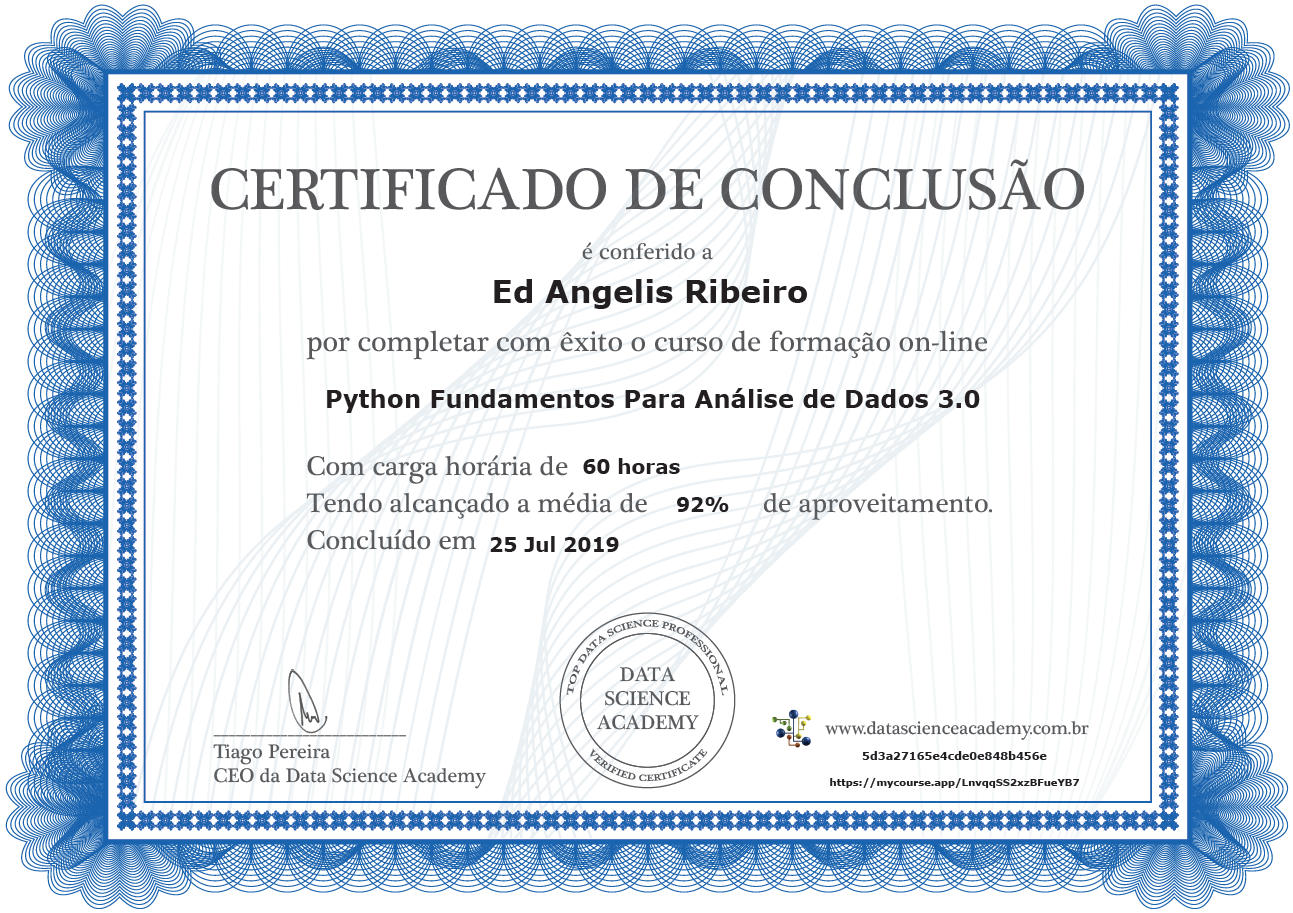 CERTIFICADO DE CONCLUSÃO
é conferido a
Ed Angelis Ribeiro
por completar com êxito o curso de formação on-line
Python Fundamentos Para Análise de Dados 3.0
Com carga horária de 60 horas
Tendo alcançado a média de 92% de aproveitamento.
Concluído em 25 Jul 2019
TOP DATA SCIENCE PROFESSIONAL
DATA
SCIENCE
ACADEMY
VERIFIED CERTIFICATE
Tiago Pereira
CEO da Data Science Academy
www.datascienceacademy.com.br
5d3a27165e4cde0e848b456e
https://mycourse.app/LnvqqSS2xzBFueYB7